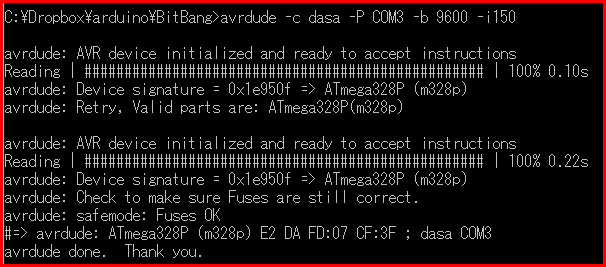 C:¥Dropbox¥arduino¥BitBang>avrdude -c dasa -P COM3 -b 9600 -i150
avrdude: AVR device initialized and ready to accept instructions
Reading | ################################################## | 100% 0.10s
avrdude: Device signature = 0x1e950f => ATmega328P (m328p)
avrdude: Retry, Valid parts are: ATmega328P(m328p)
avrdude: AVR device initialized and ready to accept instructions
Reading | ################################################## | 100% 0.22s
avrdude: Device signature = 0x1e950f => ATmega328P (m328p)
avrdude: Check to make sure Fuses are still correct.
avrdude: safemode: Fuses OK
#=> avrdude: ATmega328P (m328p) E2 DA FD:07 CF:3F ; dasa COM3
avrdude done.  Thank you.